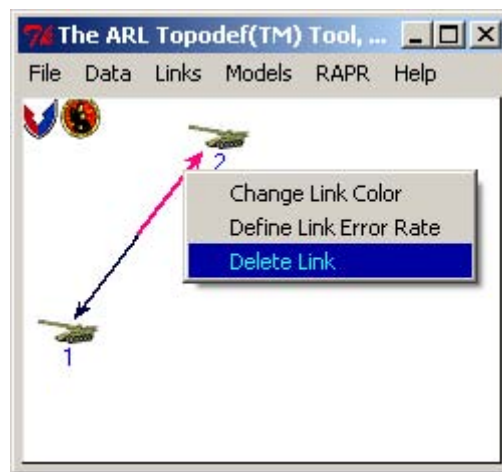 The ARL Topodef(TM) Tool, ...
File Data Links Models RAPR Help
2
Change Link Color
Define Link Error Rate
Delete Link
1